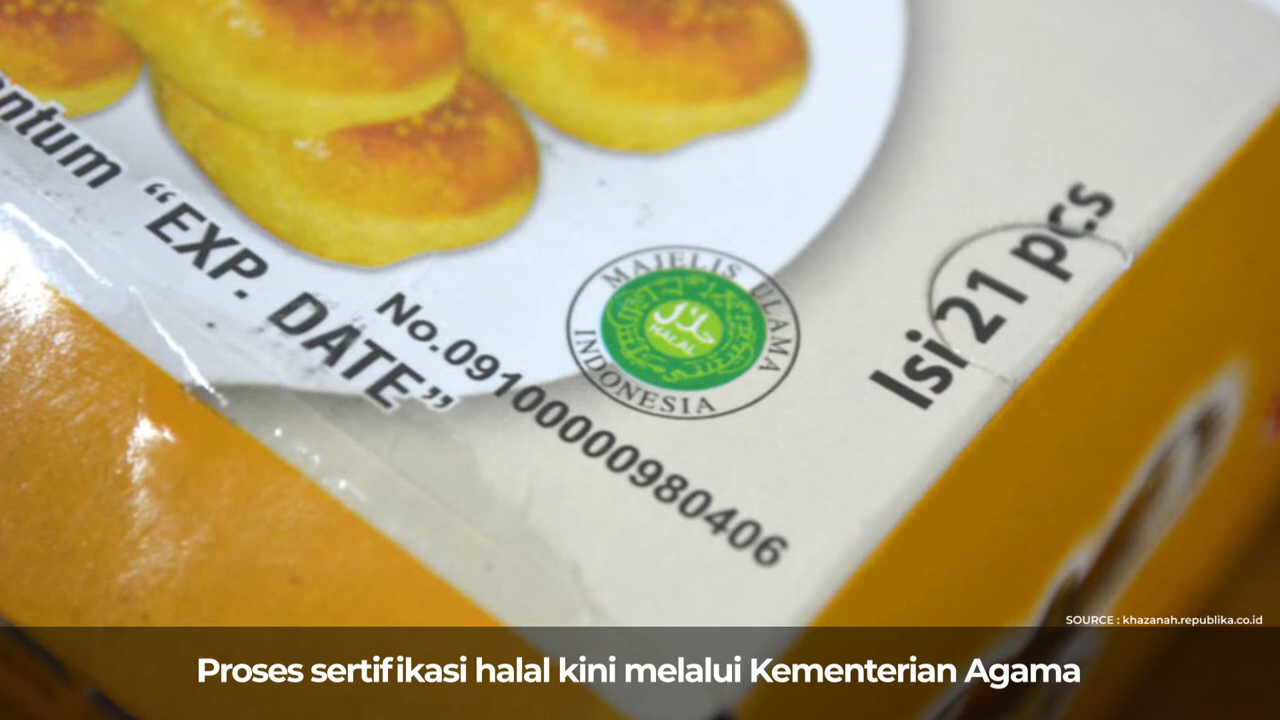 ntum “EXP. DATE”
No.09100000980406
MAJELIS ULAMA
INDONESIA
حلال
HALAL
Isi 21 pcs
SOURCE : khazanah.republika.co.id
Proses sertifikasi halal kini melalui Kementerian Agama